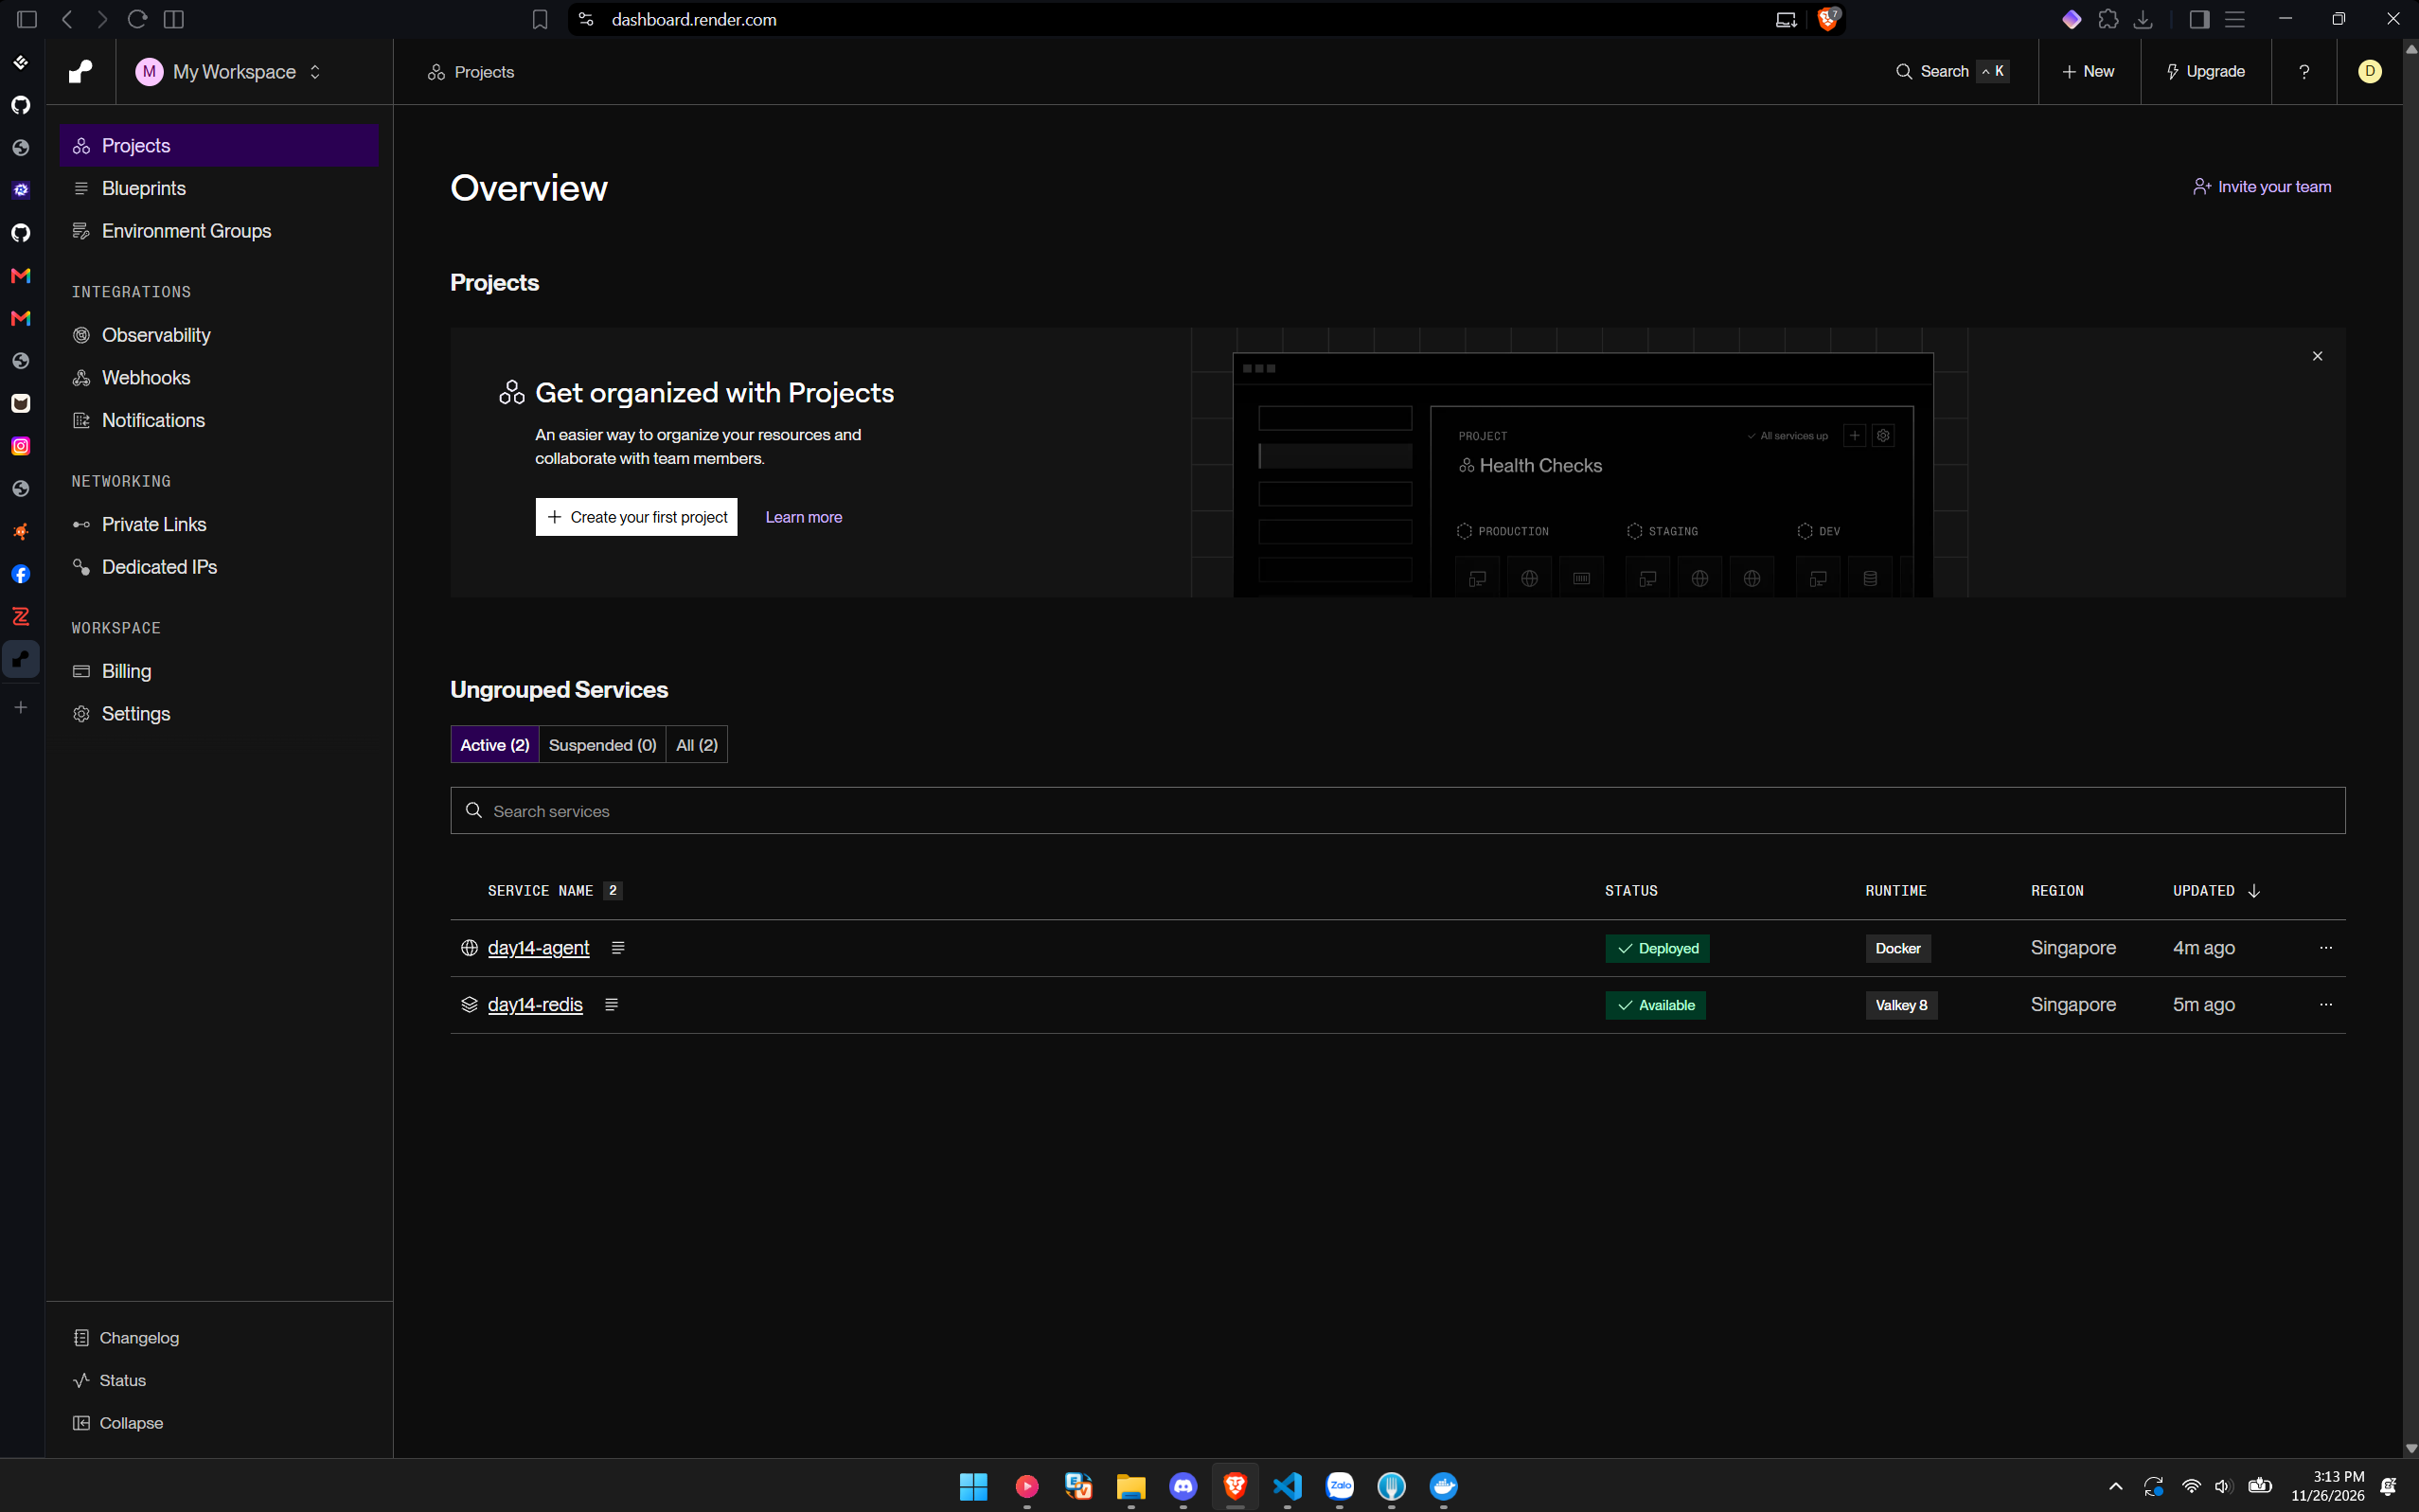 dashboard.render.com
7
M My Workspace
Projects
Search ^ K
+ New
Upgrade
?
D
Projects
Blueprints
Environment Groups
INTEGRATIONS
Observability
Webhooks
Notifications
NETWORKING
Private Links
Dedicated IPs
WORKSPACE
Billing
Settings
Changelog
Status
Collapse
Overview
Invite your team
Projects
Get organized with Projects
An easier way to organize your resources and
collaborate with team members.
+ Create your first project
Learn more
PROJECT
All services up
Health Checks
PRODUCTION
STAGING
DEV
Ungrouped Services
Active (2)
Suspended (0)
All (2)
Search services
SERVICE NAME 2
STATUS
RUNTIME
REGION
UPDATED
day14-agent
Deployed
Docker
Singapore
4m ago
day14-redis
Available
Valkey 8
Singapore
5m ago
Zalo
3:13 PM
11/26/2026